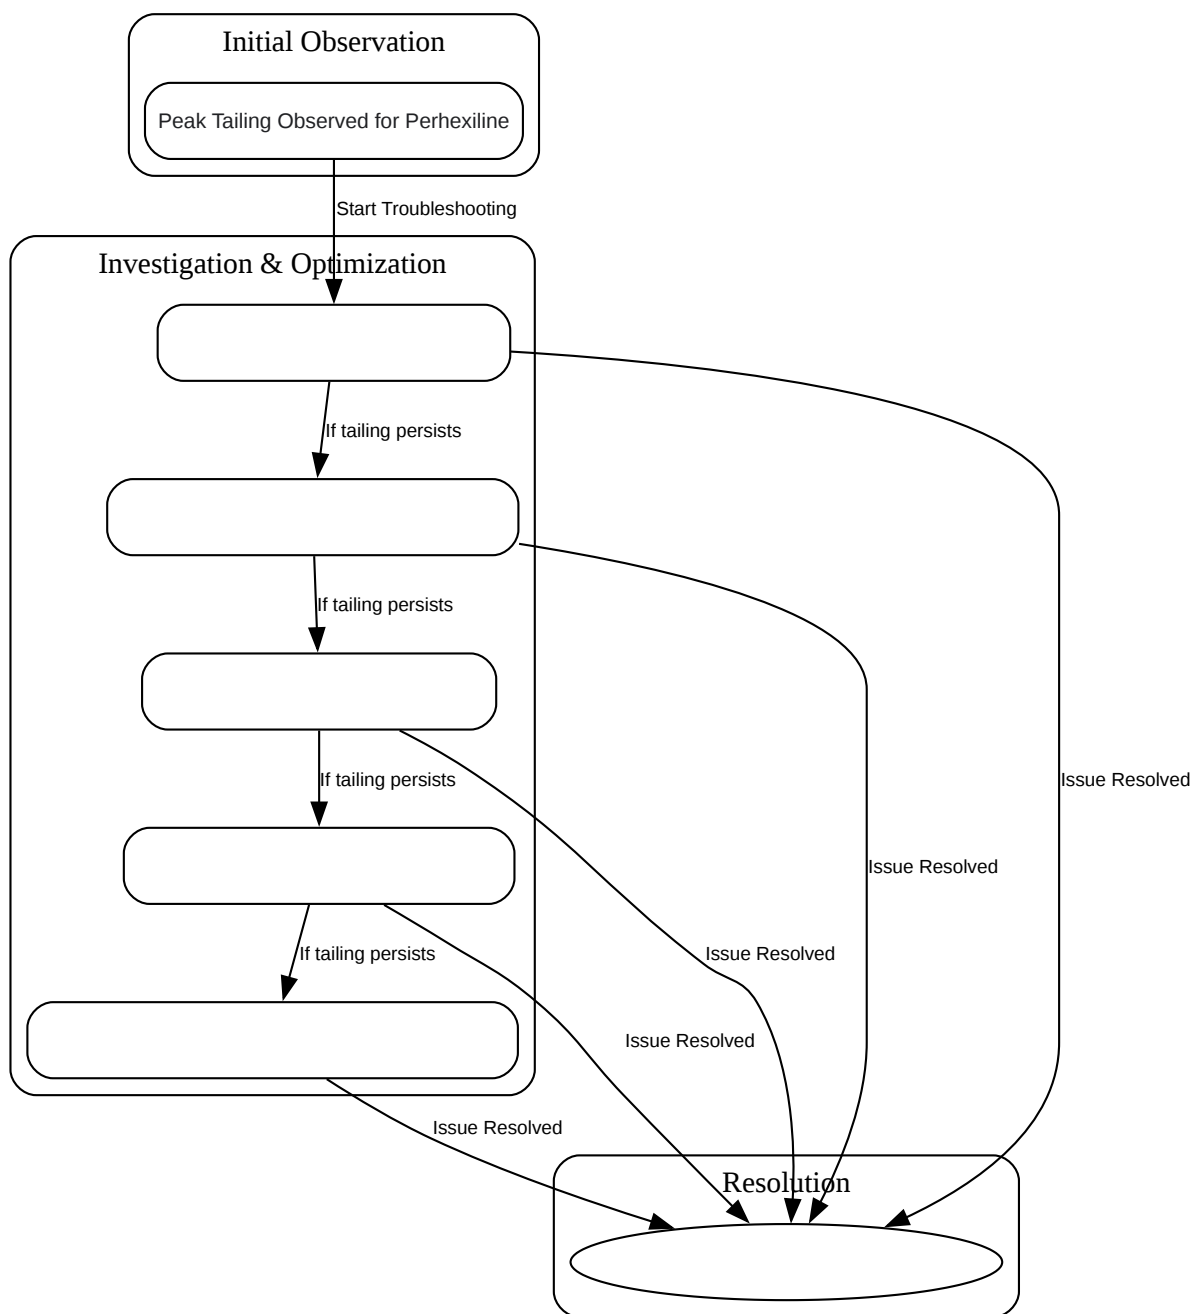 Initial Observation
Peak Tailing Observed for Perhexiline
Start Troubleshooting
Investigation & Optimization
If tailing persists
If tailing persists
If tailing persists
Issue Resolved
Issue Resolved
If tailing persists
Issue Resolved
Issue Resolved
Issue Resolved
Resolution